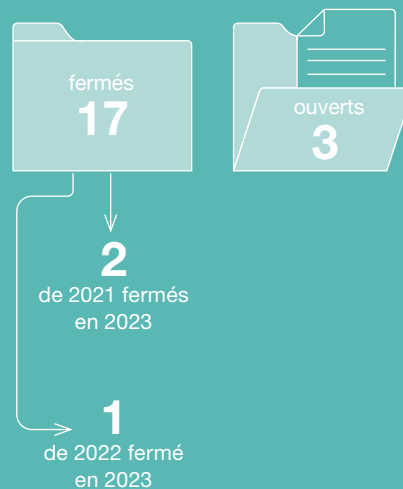 fermés
17
ouverts
3
2
de 2021 fermés
en 2023
1
de 2022 fermé
en 2023